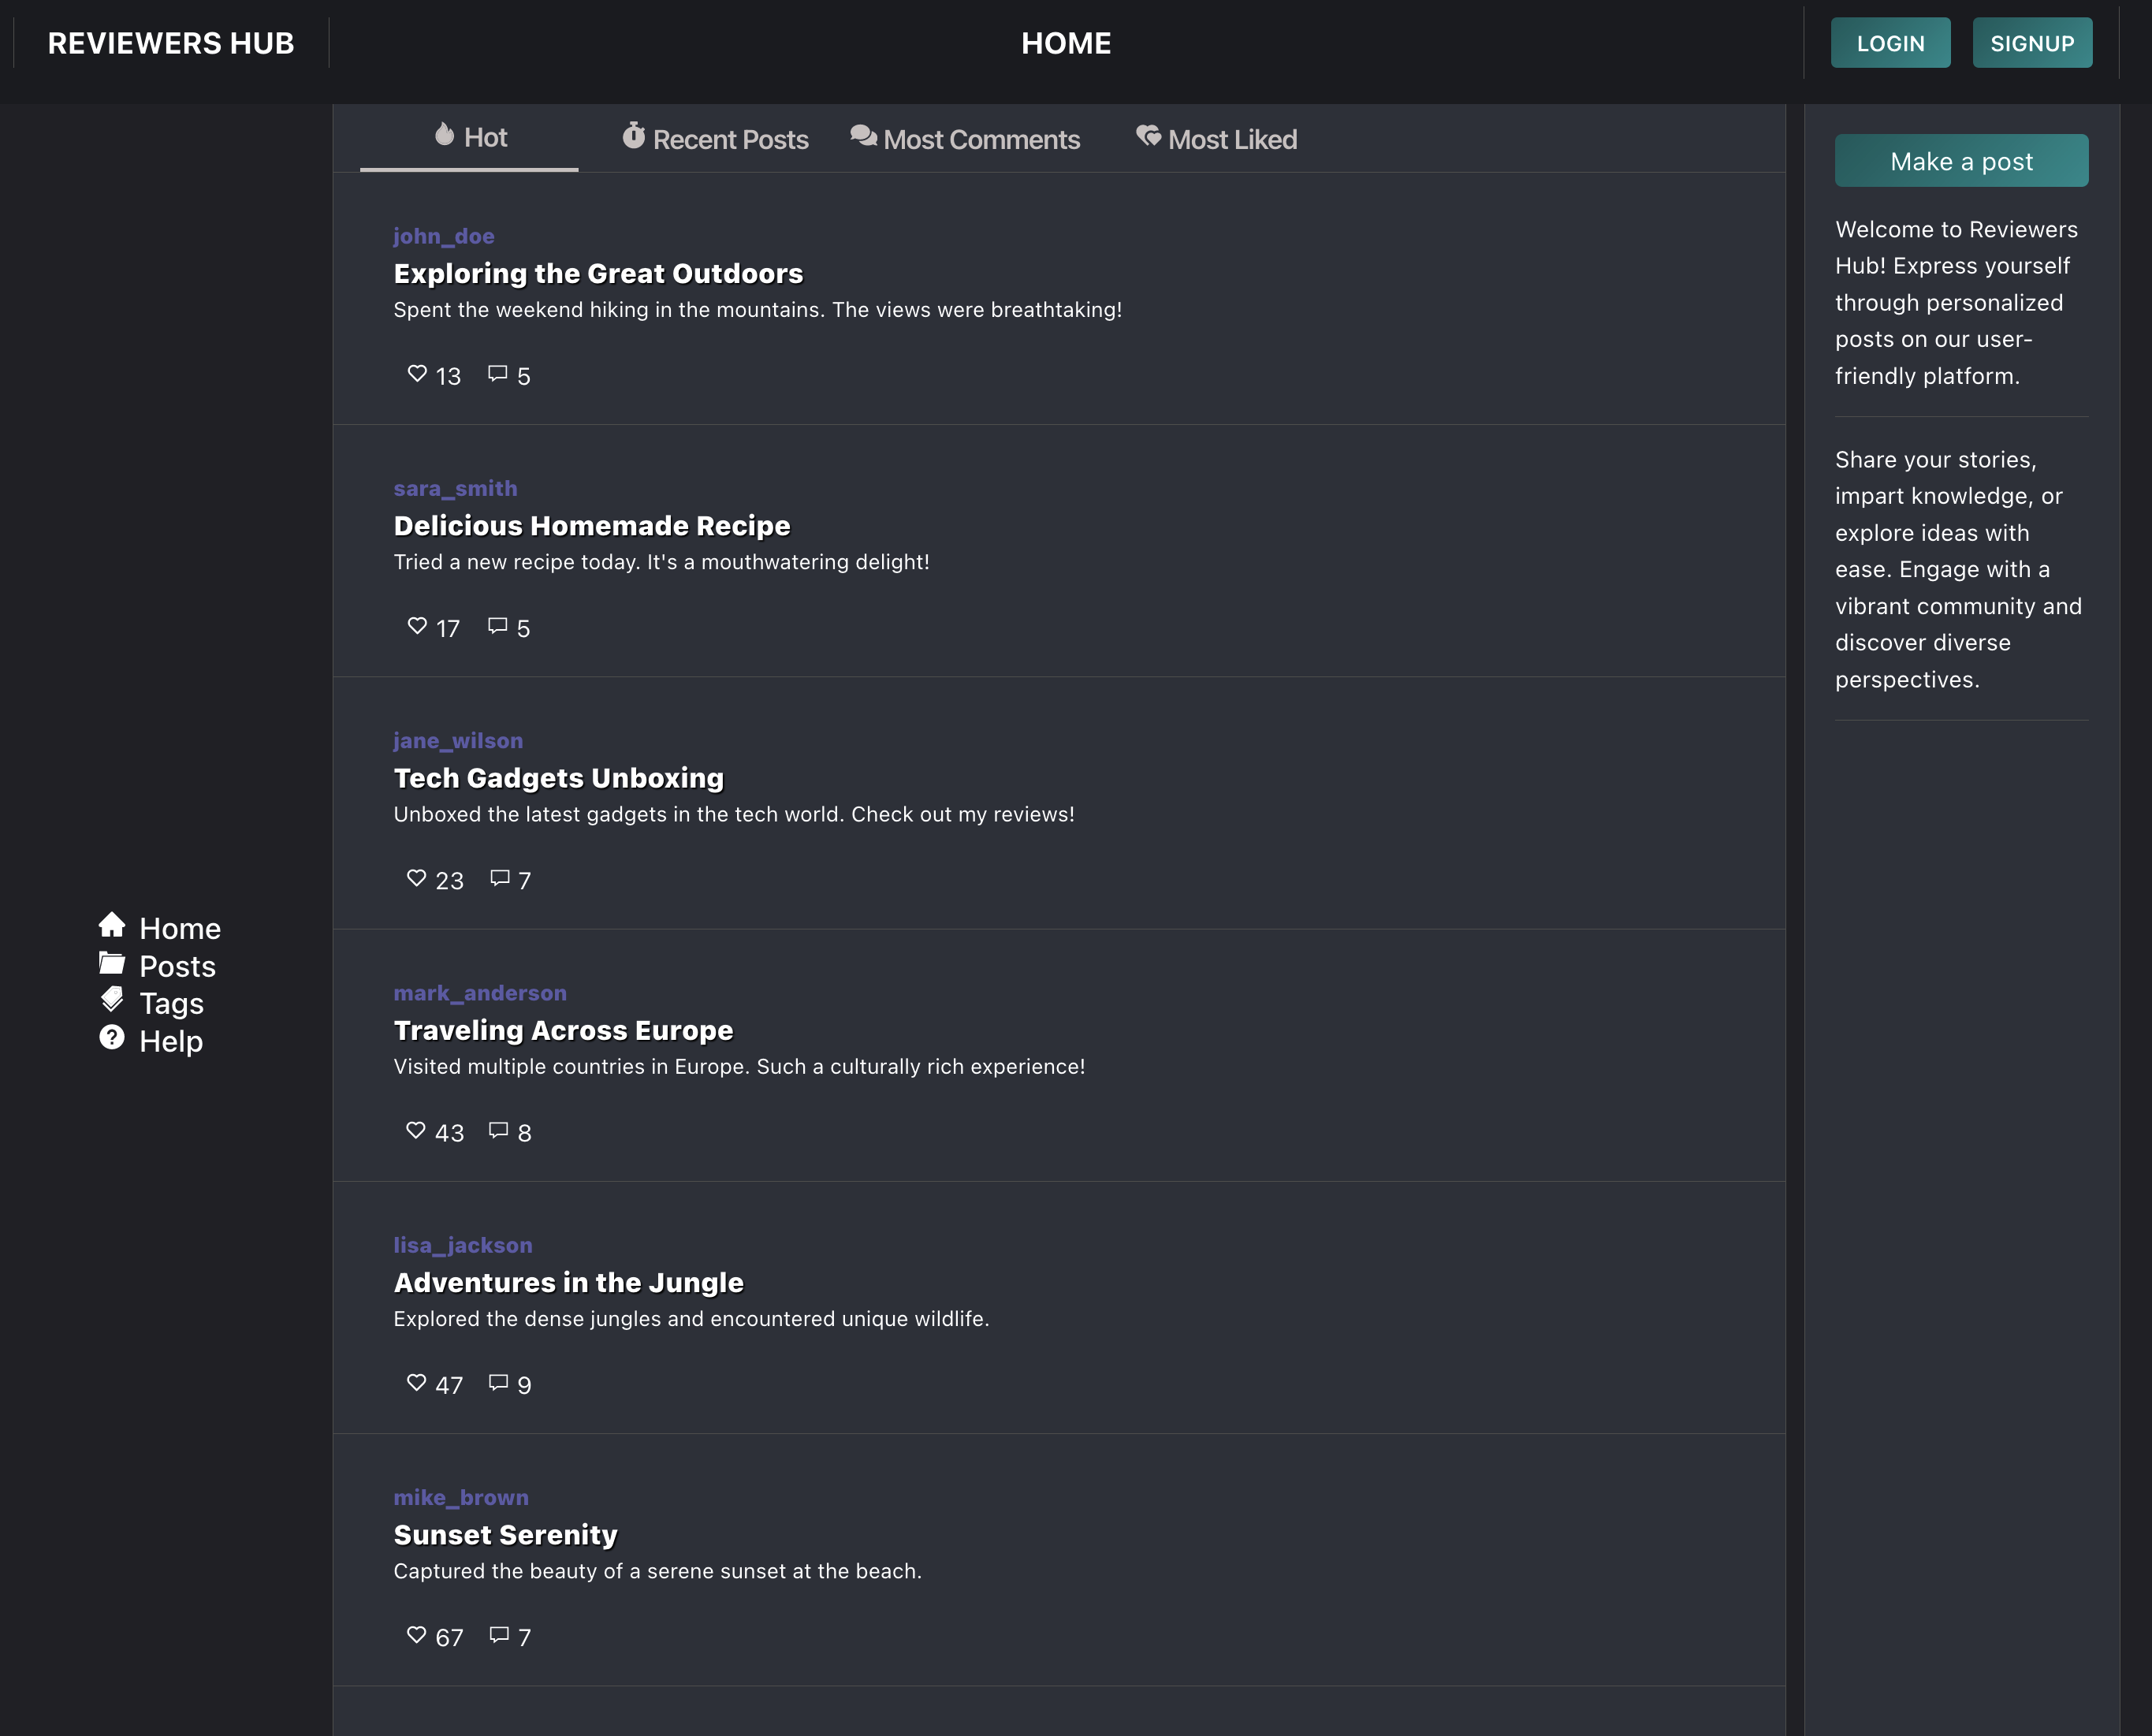 REVIEWERS HUB
HOME
LOGIN
SIGNUP
Hot
Recent Posts
Most Comments
Most Liked
john_doe
Exploring the Great Outdoors
Spent the weekend hiking in the mountains. The views were breathtaking!
13
5
sara_smith
Delicious Homemade Recipe
Tried a new recipe today. It's a mouthwatering delight!
17
5
jane_wilson
Tech Gadgets Unboxing
Unboxed the latest gadgets in the tech world. Check out my reviews!
23
7
mark_anderson
Traveling Across Europe
Visited multiple countries in Europe. Such a culturally rich experience!
43
8
lisa_jackson
Adventures in the Jungle
Explored the dense jungles and encountered unique wildlife.
47
9
mike_brown
Sunset Serenity
Captured the beauty of a serene sunset at the beach.
67
7
Home
Posts
Tags
Help
Make a post
Welcome to Reviewers
Hub! Express yourself
through personalized
posts on our user-
friendly platform.
Share your stories,
impart knowledge, or
explore ideas with
ease. Engage with a
vibrant community and
discover diverse
perspectives.